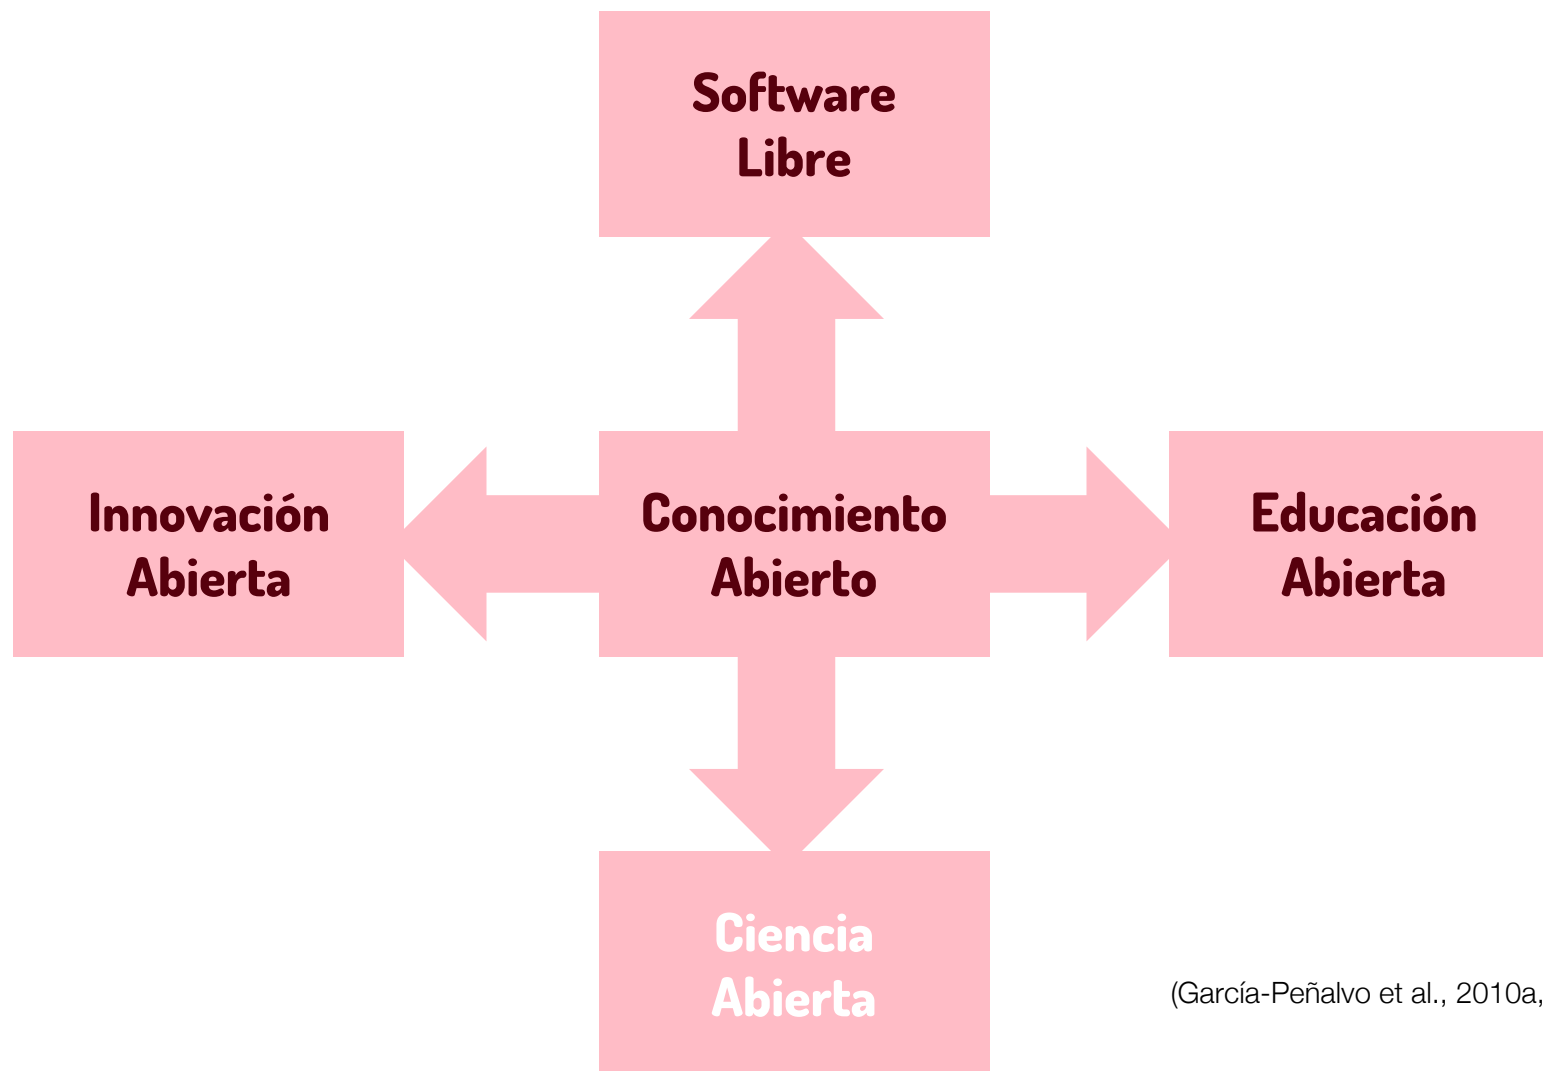 Software
Libre
Innovación
Abierta
Conocimiento
Abierto
Educación
Abierta
Ciencia
Abierta
(García-Peñalvo et al., 2010a,